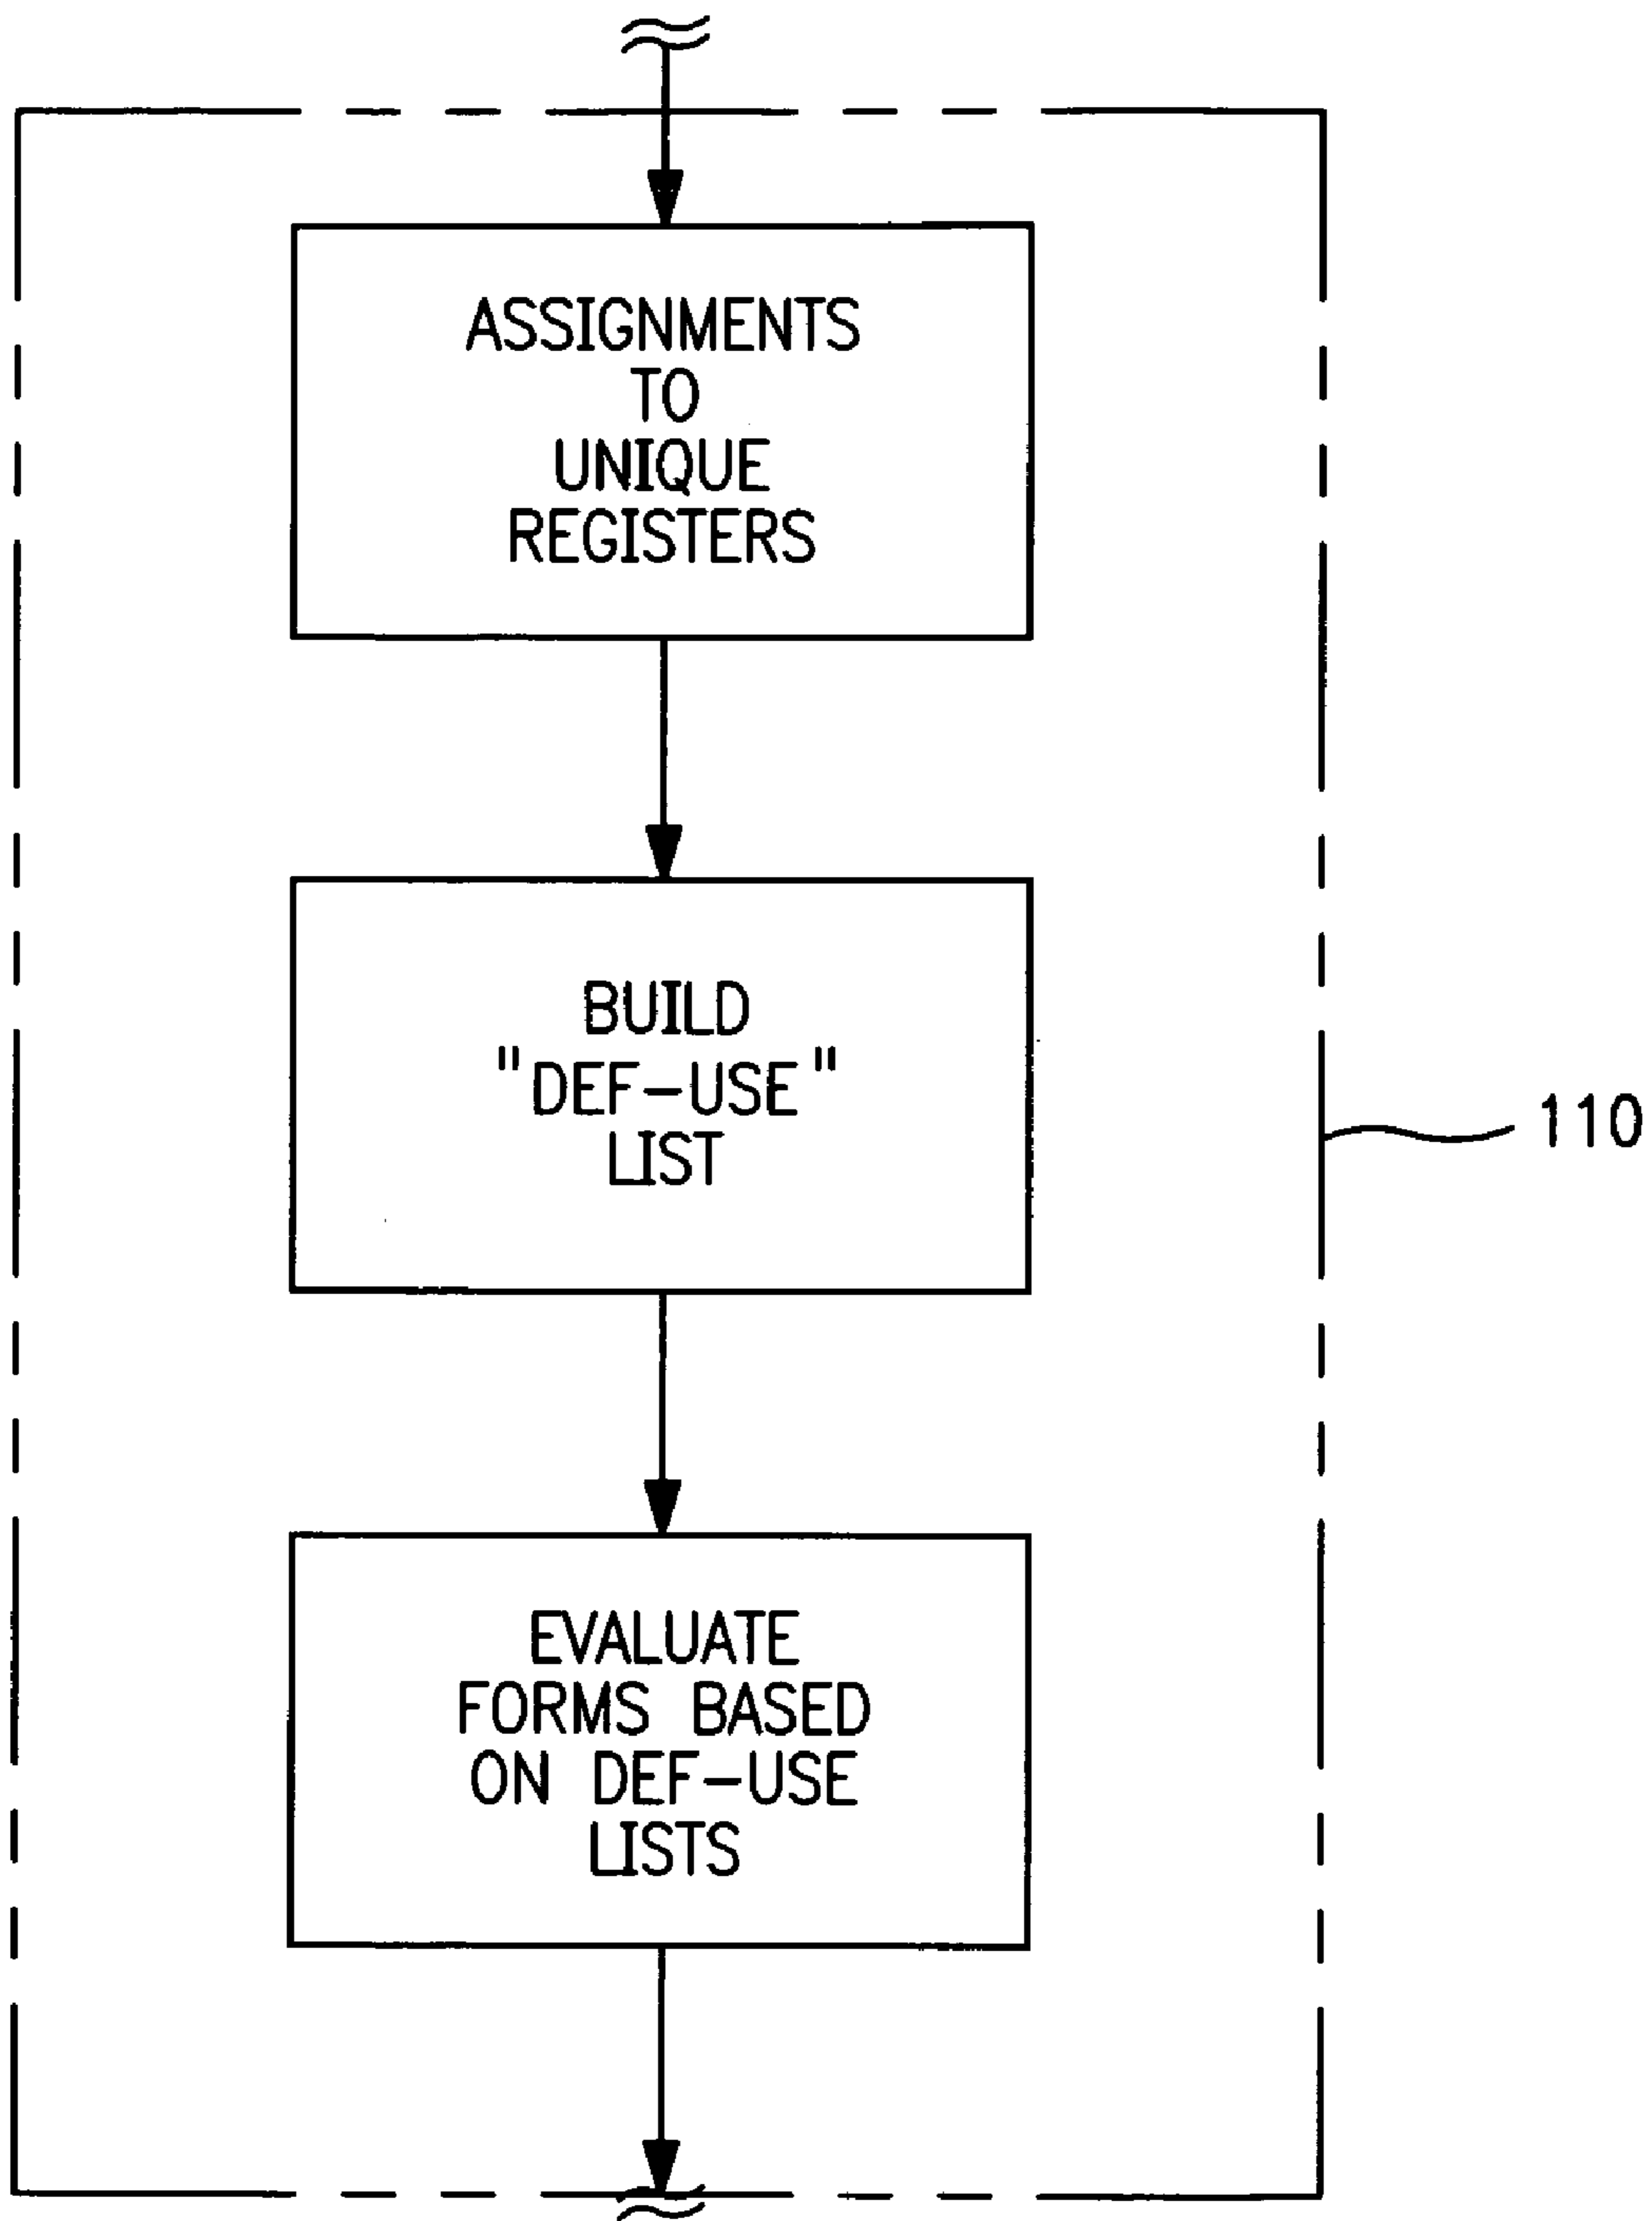 ASSIGNMENTS
TO
UNIQUE
REGISTERS
BUILD
"DEF-USE"
LIST
110
EVALUATE
FORMS BASED
ON DEF-USE
LISTS